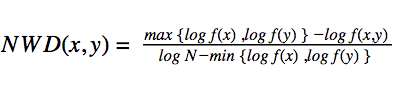 NWD(x,y) = max {log f(x) ,log f(y) } −log f(x,y) / log N−min {log f(x) ,log f(y) }